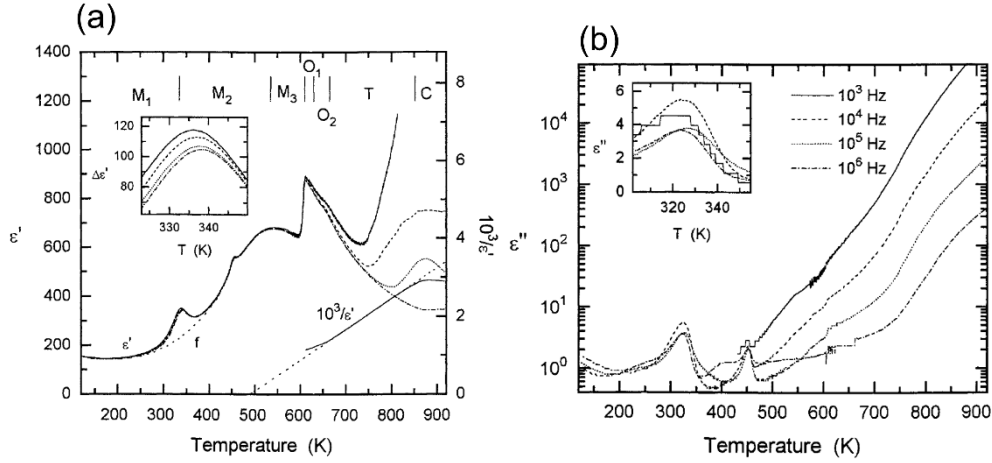 (a)
1400
1200
1000
800
600
400
200
0
ε'
M₁
M₂
M₃
O₁
O₂
T
C
120
100
80
Δε'
330
340
T (K)
ε'
f
10³/ε'
8
6
4
2
0
10³/ε'
200 300 400 500 600 700 800 900
Temperature (K)
(b)
10⁴
10³
10²
10¹
10⁰
ε"
6
4
2
0
ε"
320
340
T (K)
10³ Hz
10⁴ Hz
10⁵ Hz
10⁶ Hz
200 300 400 500 600 700 800 900
Temperature (K)